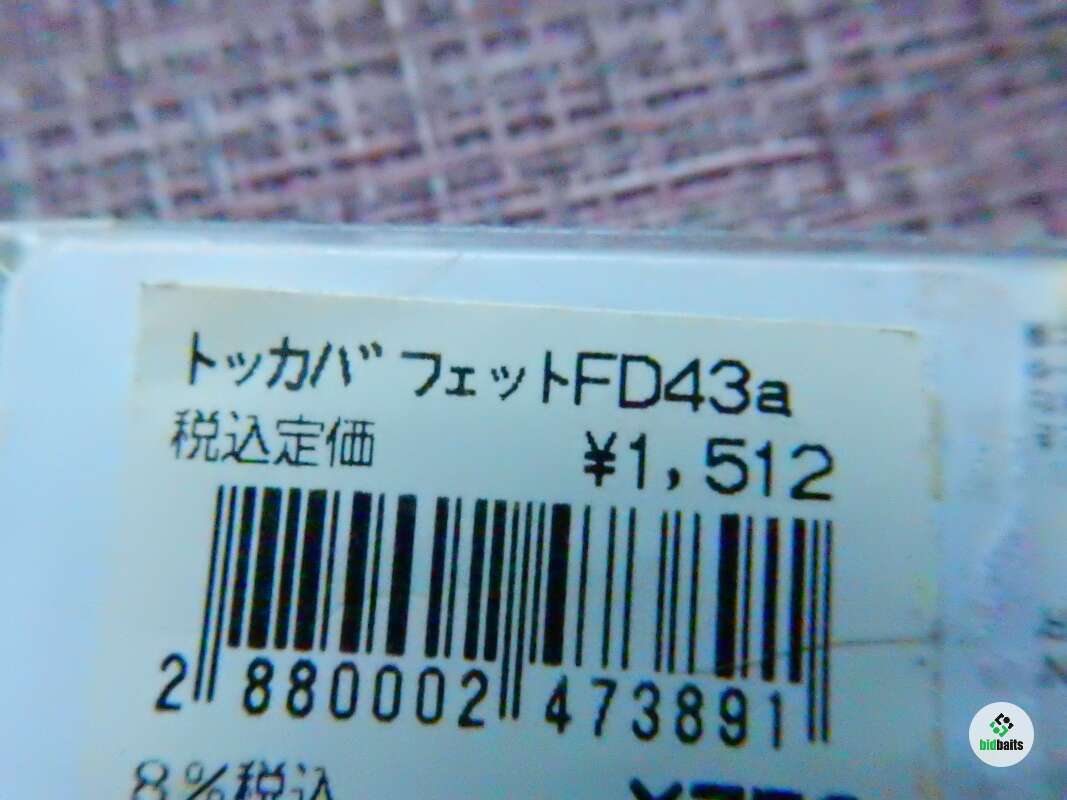 トッカバフェットFD43a
税込定価 ¥1,512
2 880002 473891
8%税込
bidbaits